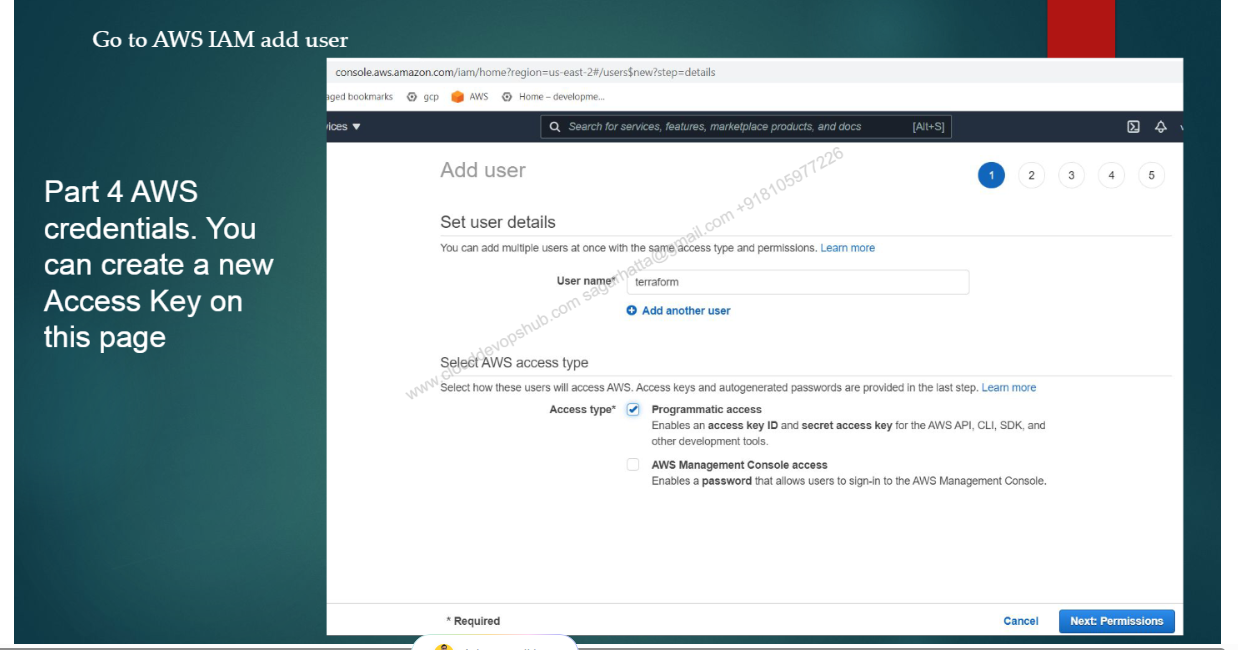 Go to AWS IAM add user
Part 4 AWS
credentials. You
can create a new
Access Key on
this page
console.aws.amazon.com/iam/home?region=us-east-2#/users$new?step=details
aged bookmarks gcp AWS Home – developme...
ices ▼ Search for services, features, marketplace products, and docs [Alt+S]
Add user 1 2 3 4 5
Set user details
You can add multiple users at once with the same access type and permissions. Learn more
User name* terraform
Add another user
Select AWS access type
Select how these users will access AWS. Access keys and autogenerated passwords are provided in the last step. Learn more
Access type* Programmatic access
Enables an access key ID and secret access key for the AWS API, CLI, SDK, and
other development tools.
AWS Management Console access
Enables a password that allows users to sign-in to the AWS Management Console.
* Required Cancel Next: Permissions